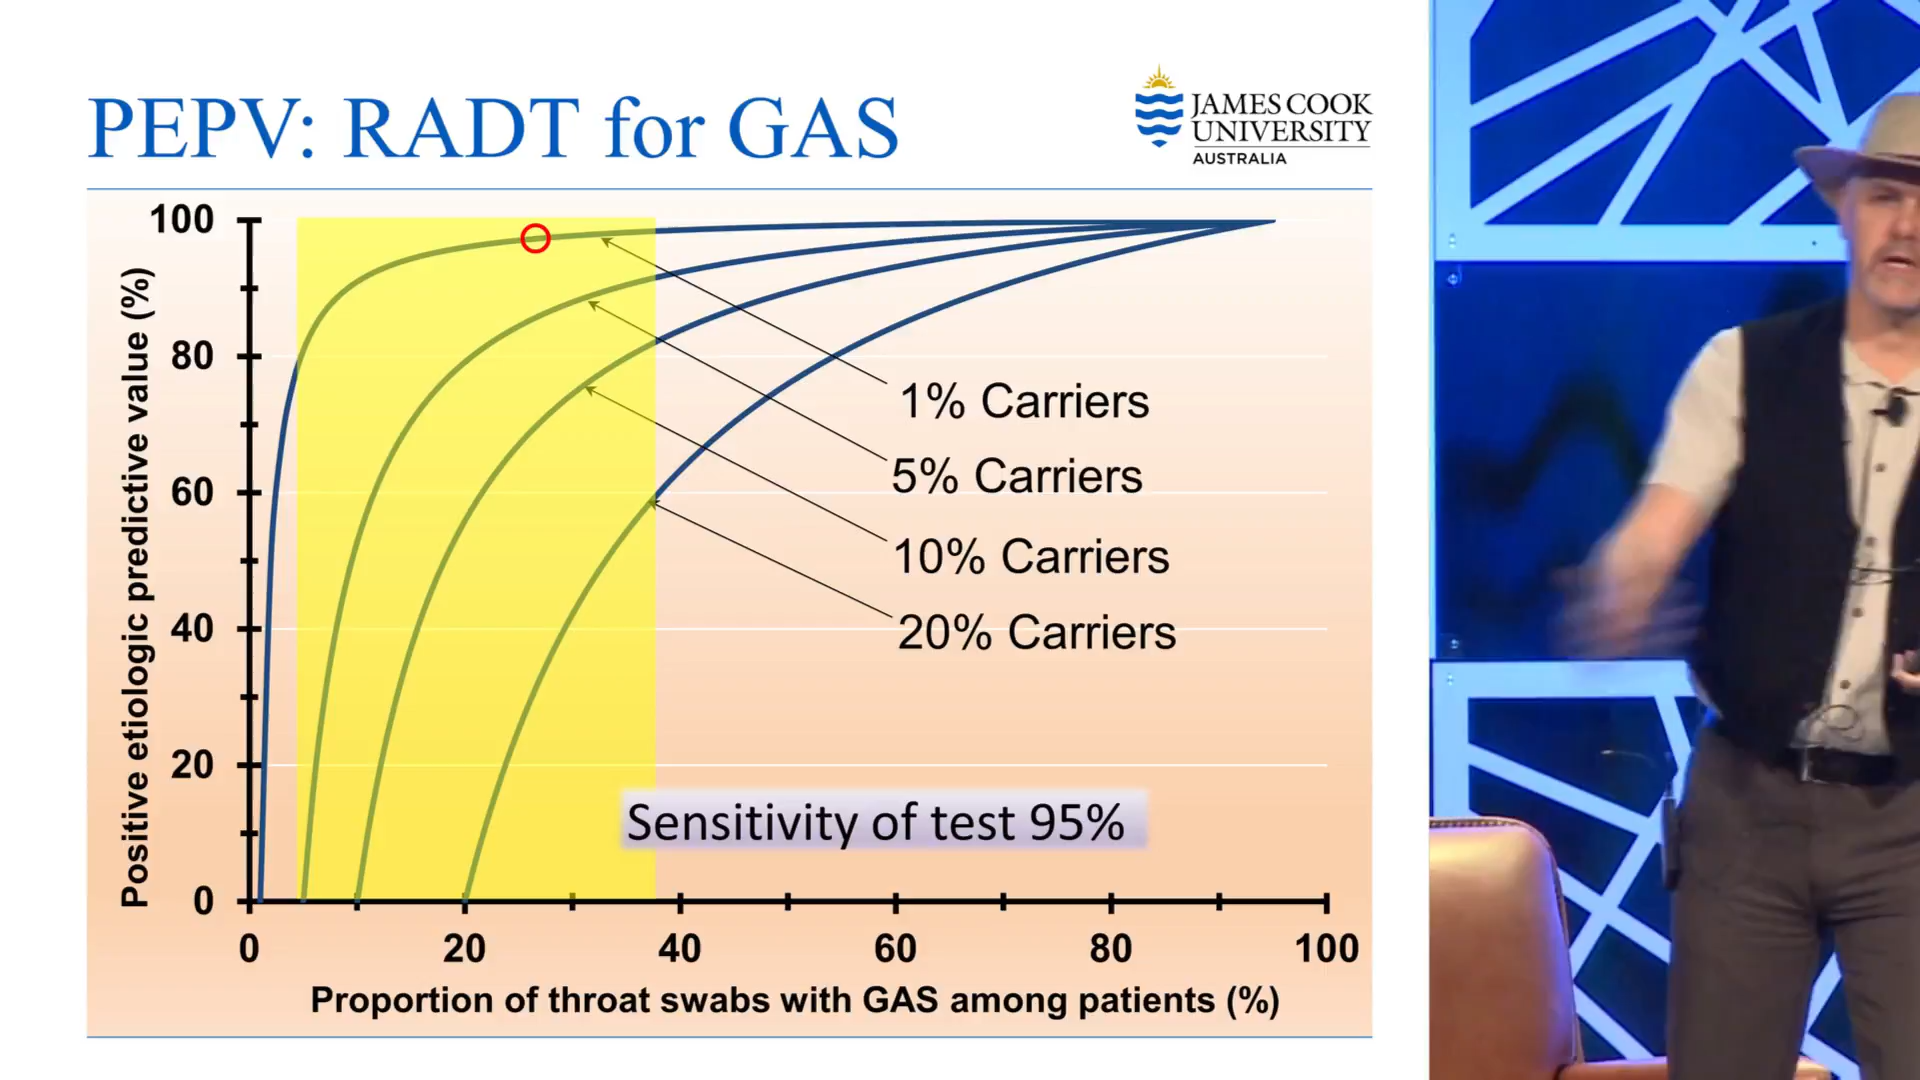 PEPV: RADT for GAS
JAMES COOK
UNIVERSITY
AUSTRALIA
Positive etiologic predictive value (%)
100
80
60
40
20
0
1% Carriers
5% Carriers
10% Carriers
20% Carriers
Sensitivity of test 95%
0 20 40 60 80 100
Proportion of throat swabs with GAS among patients (%)